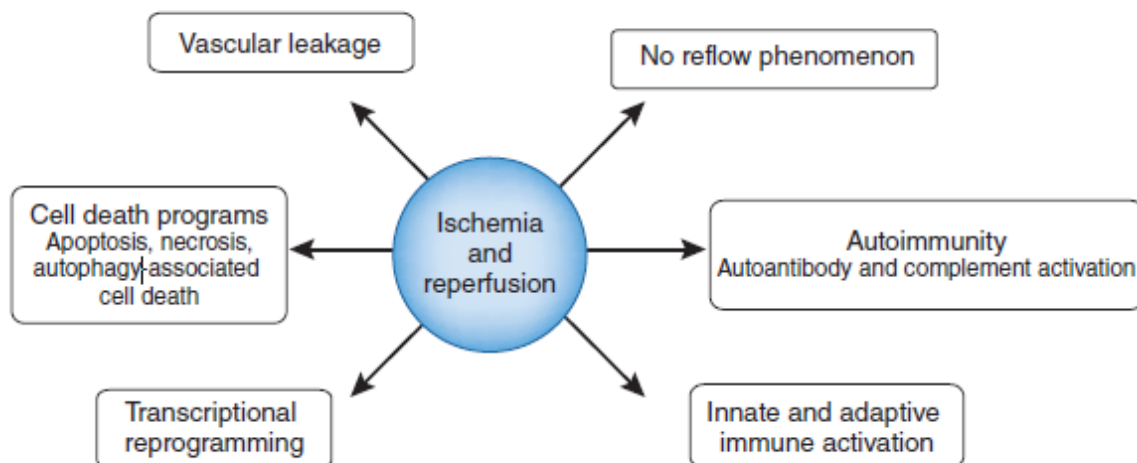 Vascular leakage
No reflow phenomenon
Cell death programs
Apoptosis, necrosis,
autophagy-associated
cell death
Ischemia
and
reperfusion
Autoimmunity
Autoantibody and complement activation
Transcriptional
reprogramming
Innate and adaptive
immune activation